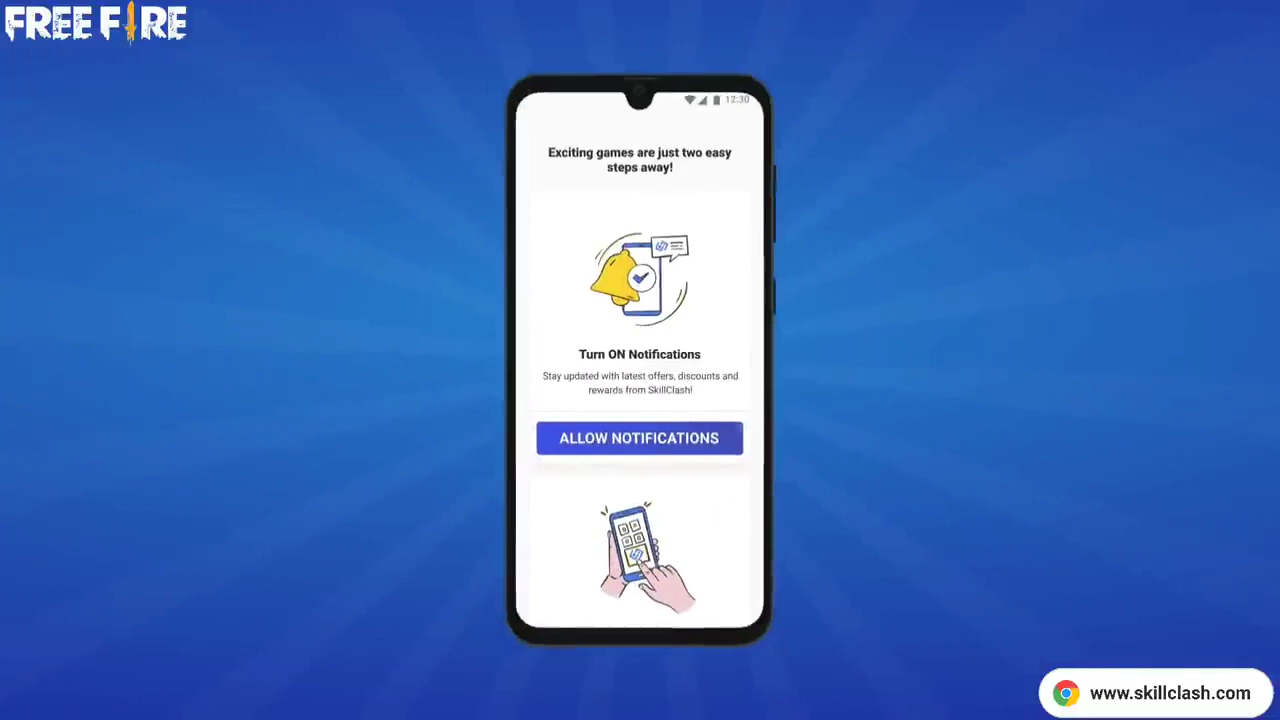 FREE FIRE
12:30
Exciting games are just two easy
steps away!
Turn ON Notifications
Stay updated with latest offers, discounts and
rewards from SkillClash!
ALLOW NOTIFICATIONS
www.skillclash.com